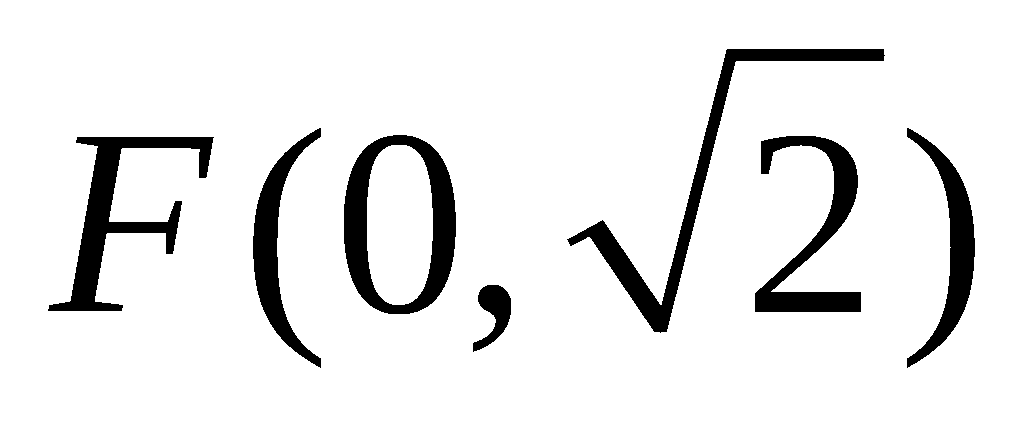 F(0, √2)